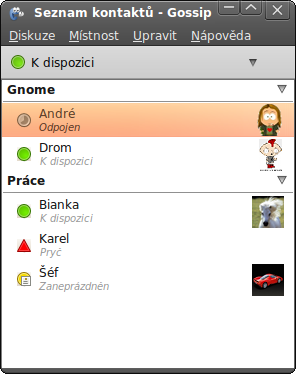 Seznam kontaktů - Gossip
Diskuze Místnost Upravit Nápověda
K dispozici
Gnome
André
Odpojen
Drom
K dispozici
Práce
Bianka
K dispozici
Karel
Pryč
Šéf
Zaneprázdněn